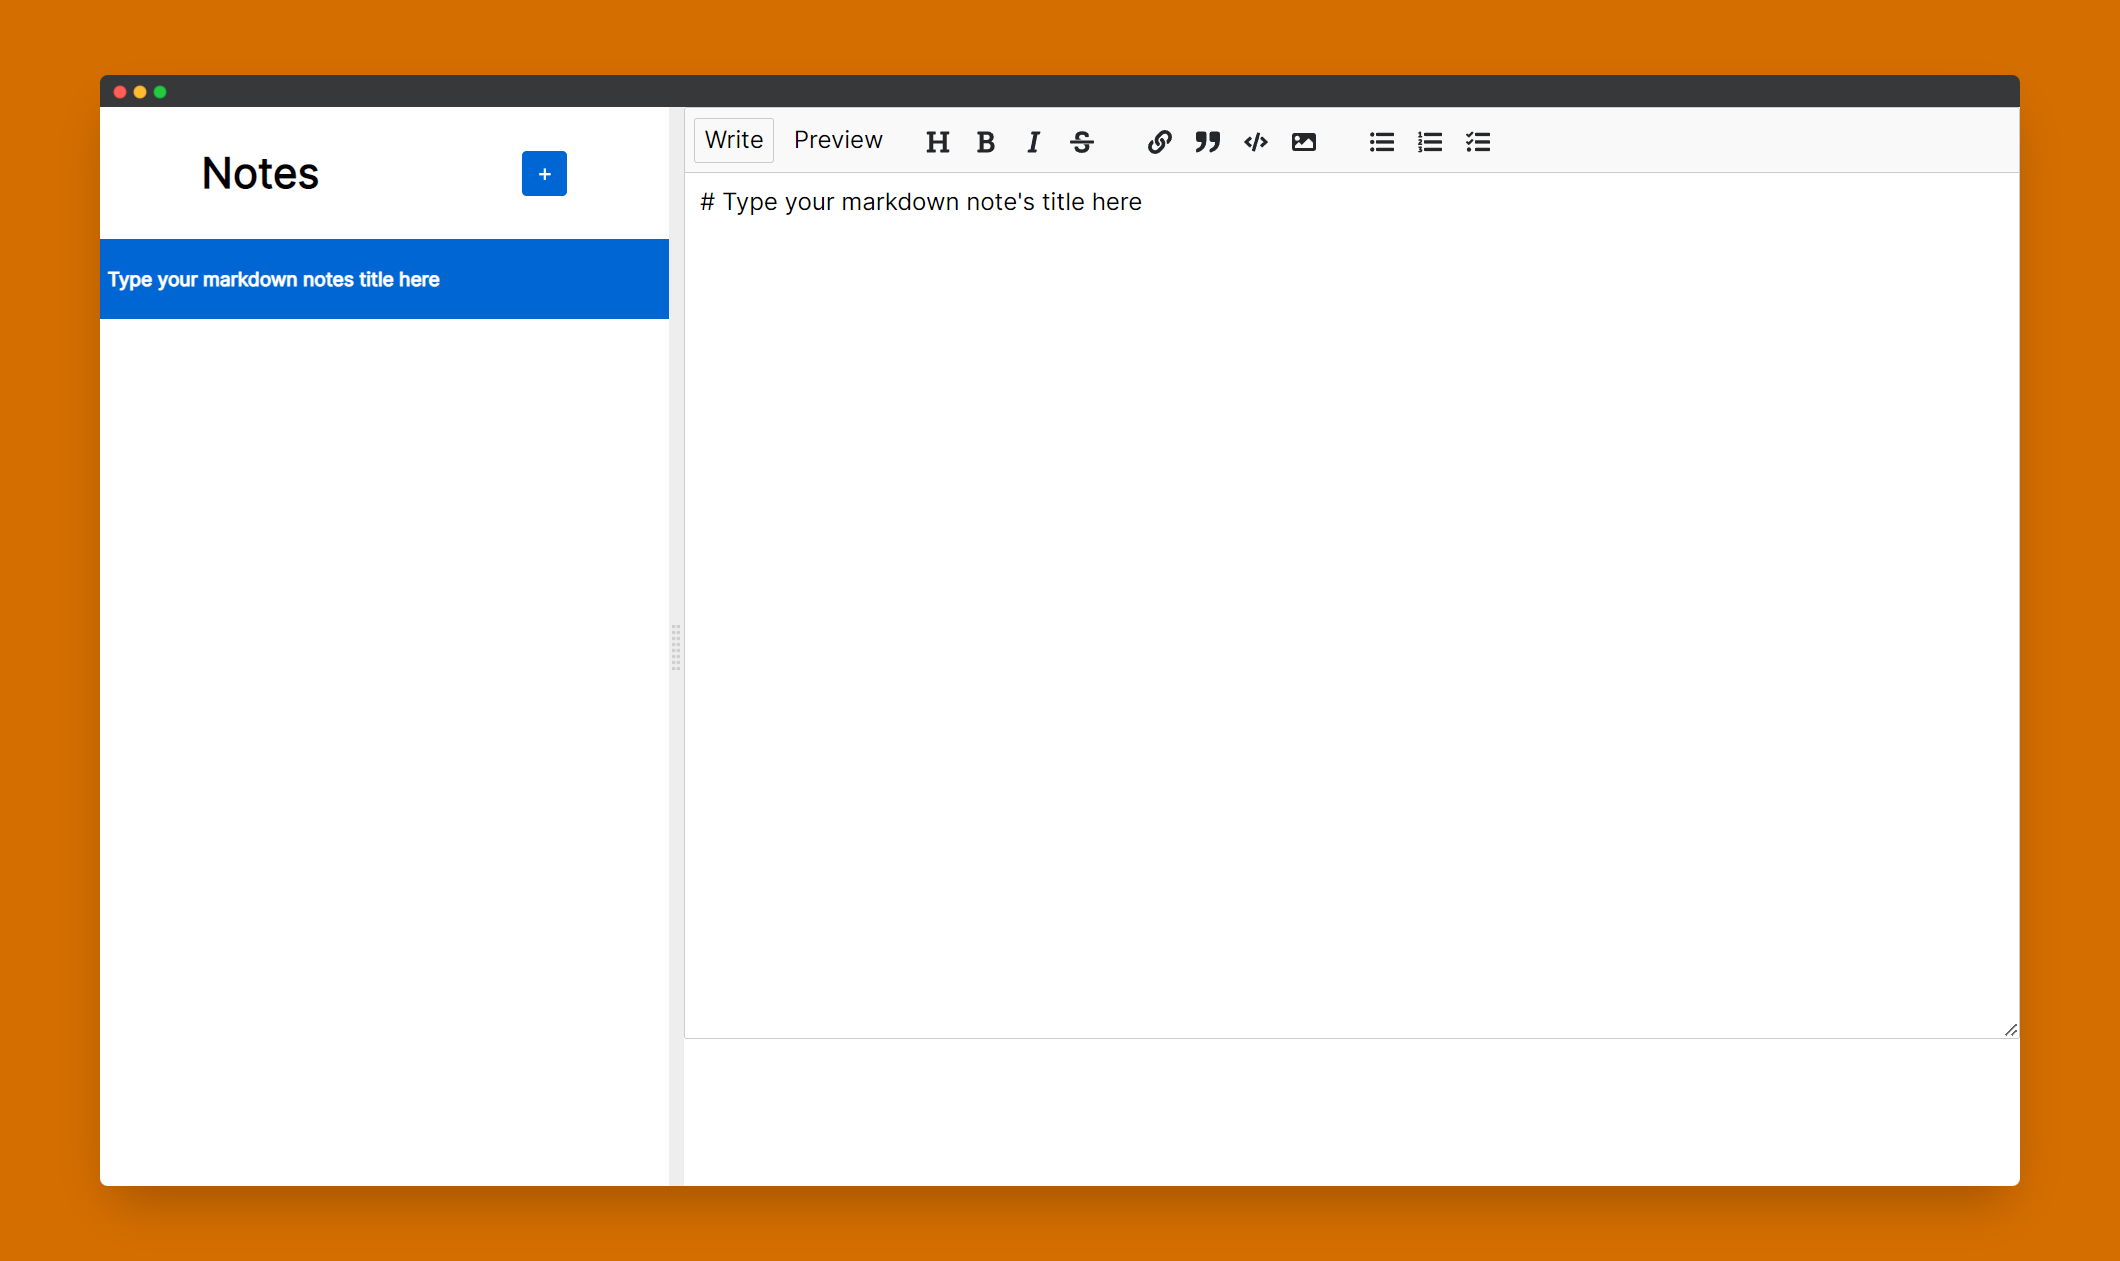 Notes
+
Type your markdown notes title here
Write Preview H B I S
# Type your markdown note's title here